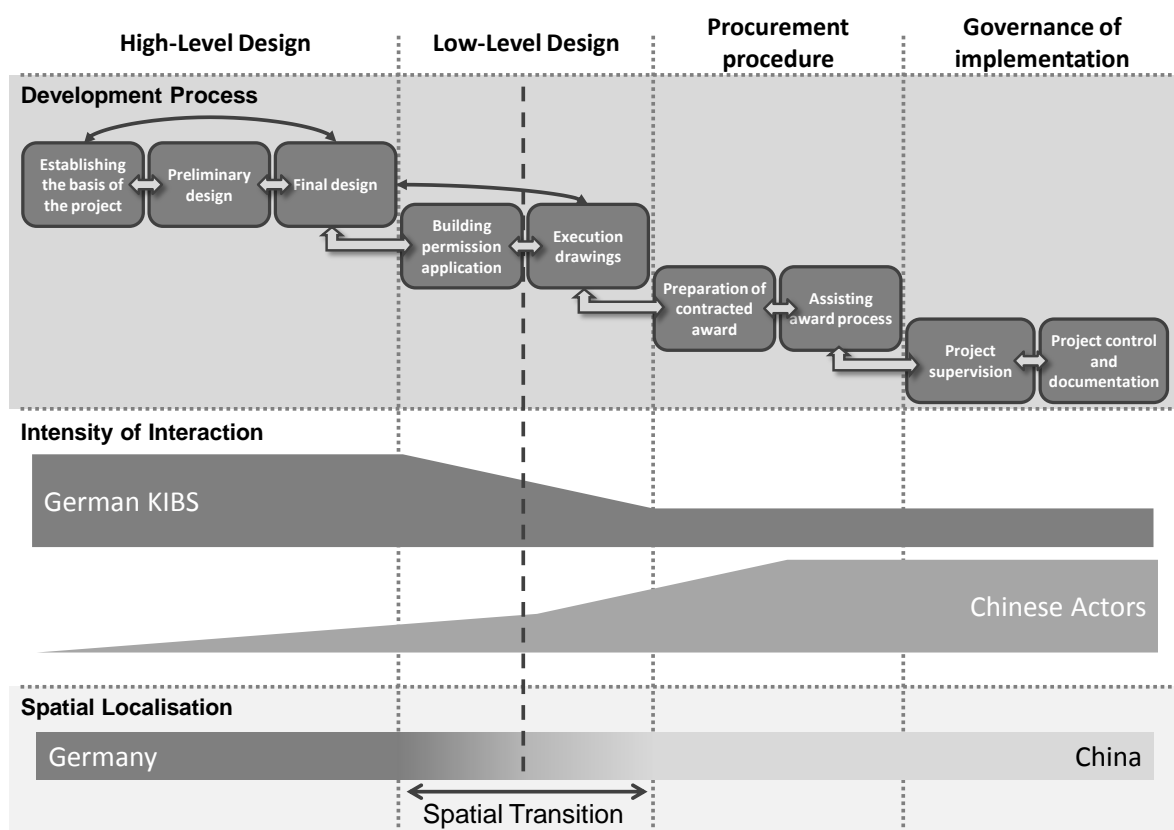 High-Level Design
Low-Level Design
Procurement
procedure
Governance of
implementation
Development Process
Establishing
the basis of
the project
Preliminary
design
Final design
Building
permission
application
Execution
drawings
Preparation of
contracted
award
Assisting
award process
Project
supervision
Project control
and
documentation
Intensity of Interaction
German KIBS
Chinese Actors
Spatial Localisation
Germany
China
Spatial Transition